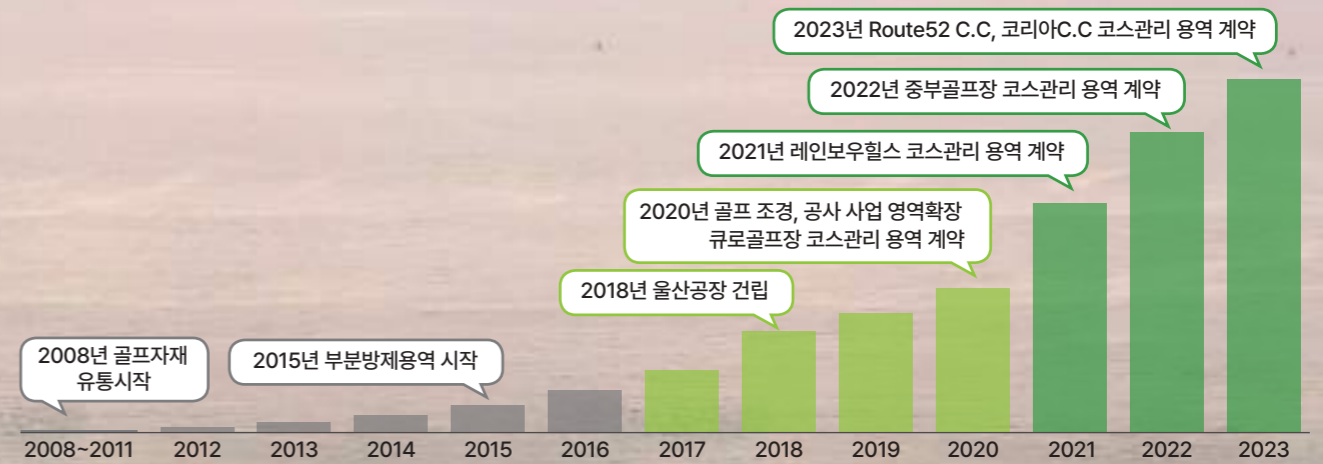 2023년 Route52 C.C, 코리아C.C 코스관리 용역 계약
2022년 중부골프장 코스관리 용역 계약
2021년 레인보우힐스 코스관리 용역 계약
2020년 골프 조경, 공사 사업 영역확장
큐로골프장 코스관리 용역 계약
2018년 울산공장 건립
2008년 골프자재
유통시작
2015년 부분방제용역 시작
2008~2011 2012 2013 2014 2015 2016 2017 2018 2019 2020 2021 2022 2023